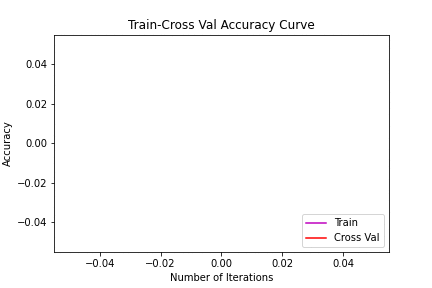 Train-Cross Val Accuracy Curve
0.04
0.02
0.00
−0.02
−0.04
Accuracy
Train
Cross Val
−0.04 −0.02 0.00 0.02 0.04
Number of Iterations